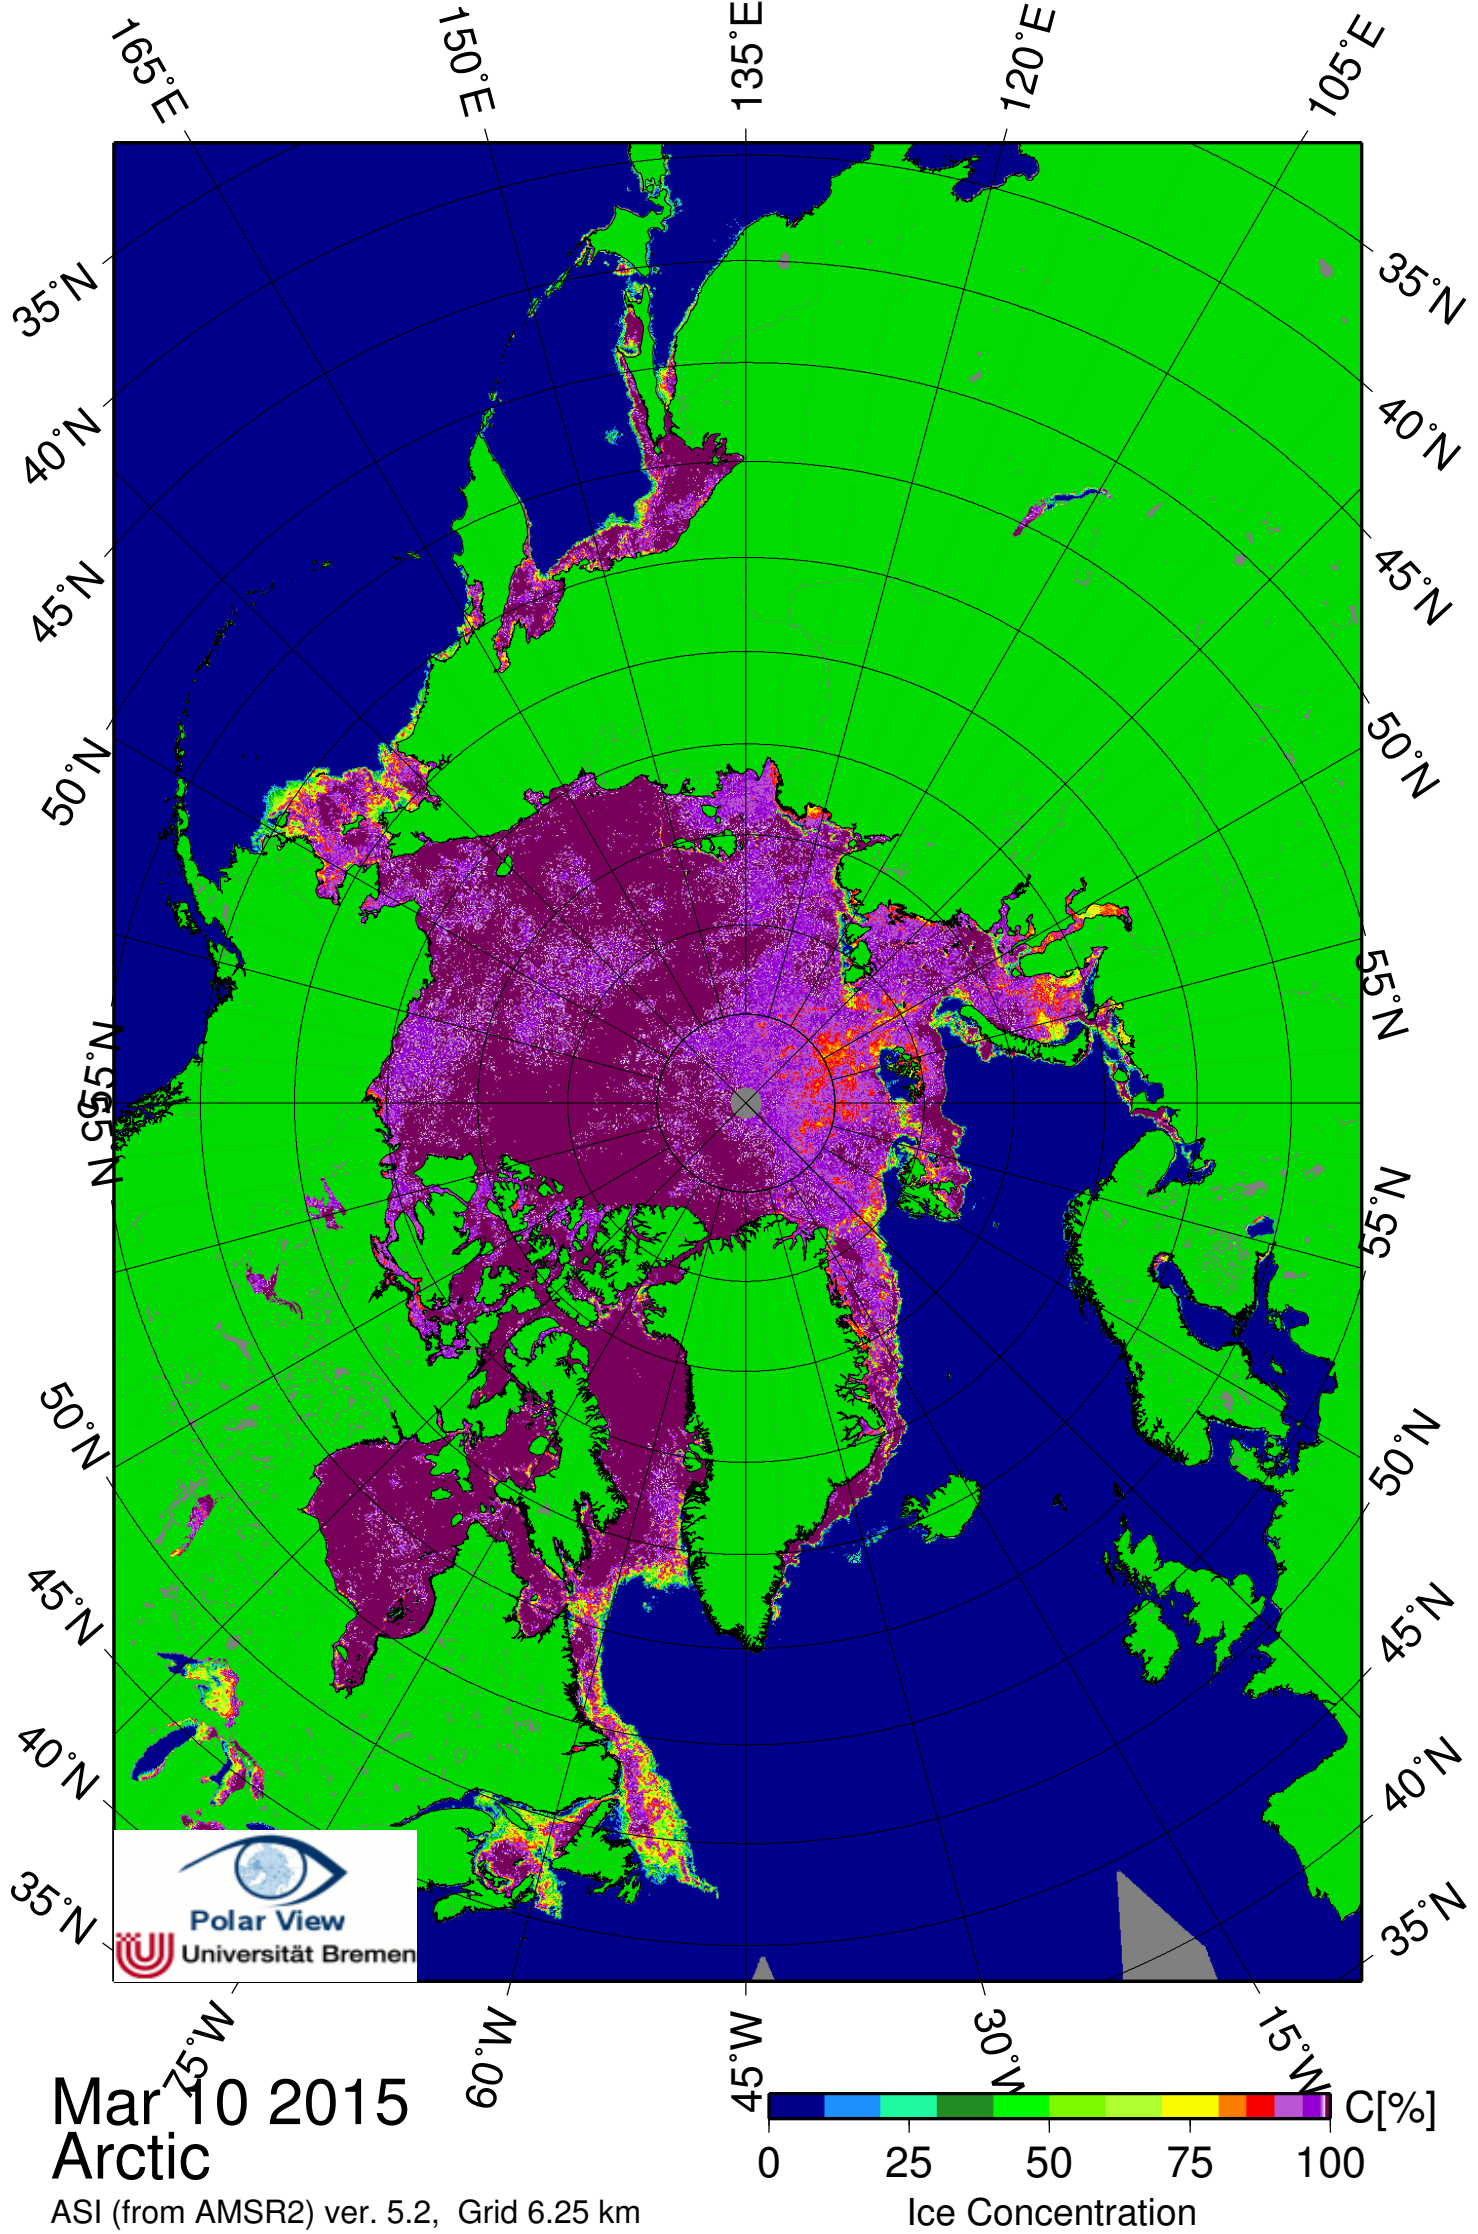 165°E 150°E 135°E 120°E 105°E
35°N 35°N
40°N 40°N
45°N 45°N
50°N 50°N
55°N 55°N
55°N 55°N
50°N 50°N
45°N 45°N
40°N 40°N
35°N 35°N
Polar View
Universität Bremen
75°W 60°W 45°W 30°W 15°W
Mar 10 2015
Arctic
ASI (from AMSR2) ver. 5.2, Grid 6.25 km
C[%]
0 25 50 75 100
Ice Concentration